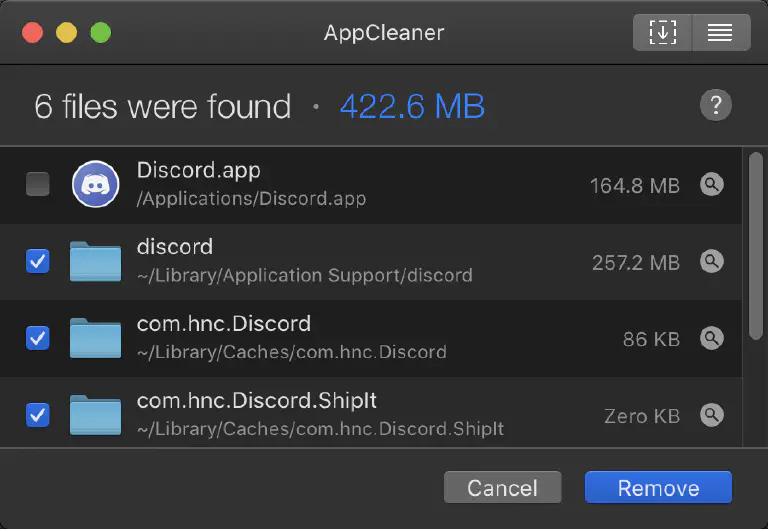 AppCleaner
6 files were found · 422.6 MB
?
Discord.app
/Applications/Discord.app
164.8 MB
discord
~/Library/Application Support/discord
257.2 MB
com.hnc.Discord
~/Library/Caches/com.hnc.Discord
86 KB
com.hnc.Discord.ShipIt
~/Library/Caches/com.hnc.Discord.ShipIt
Zero KB
Cancel
Remove